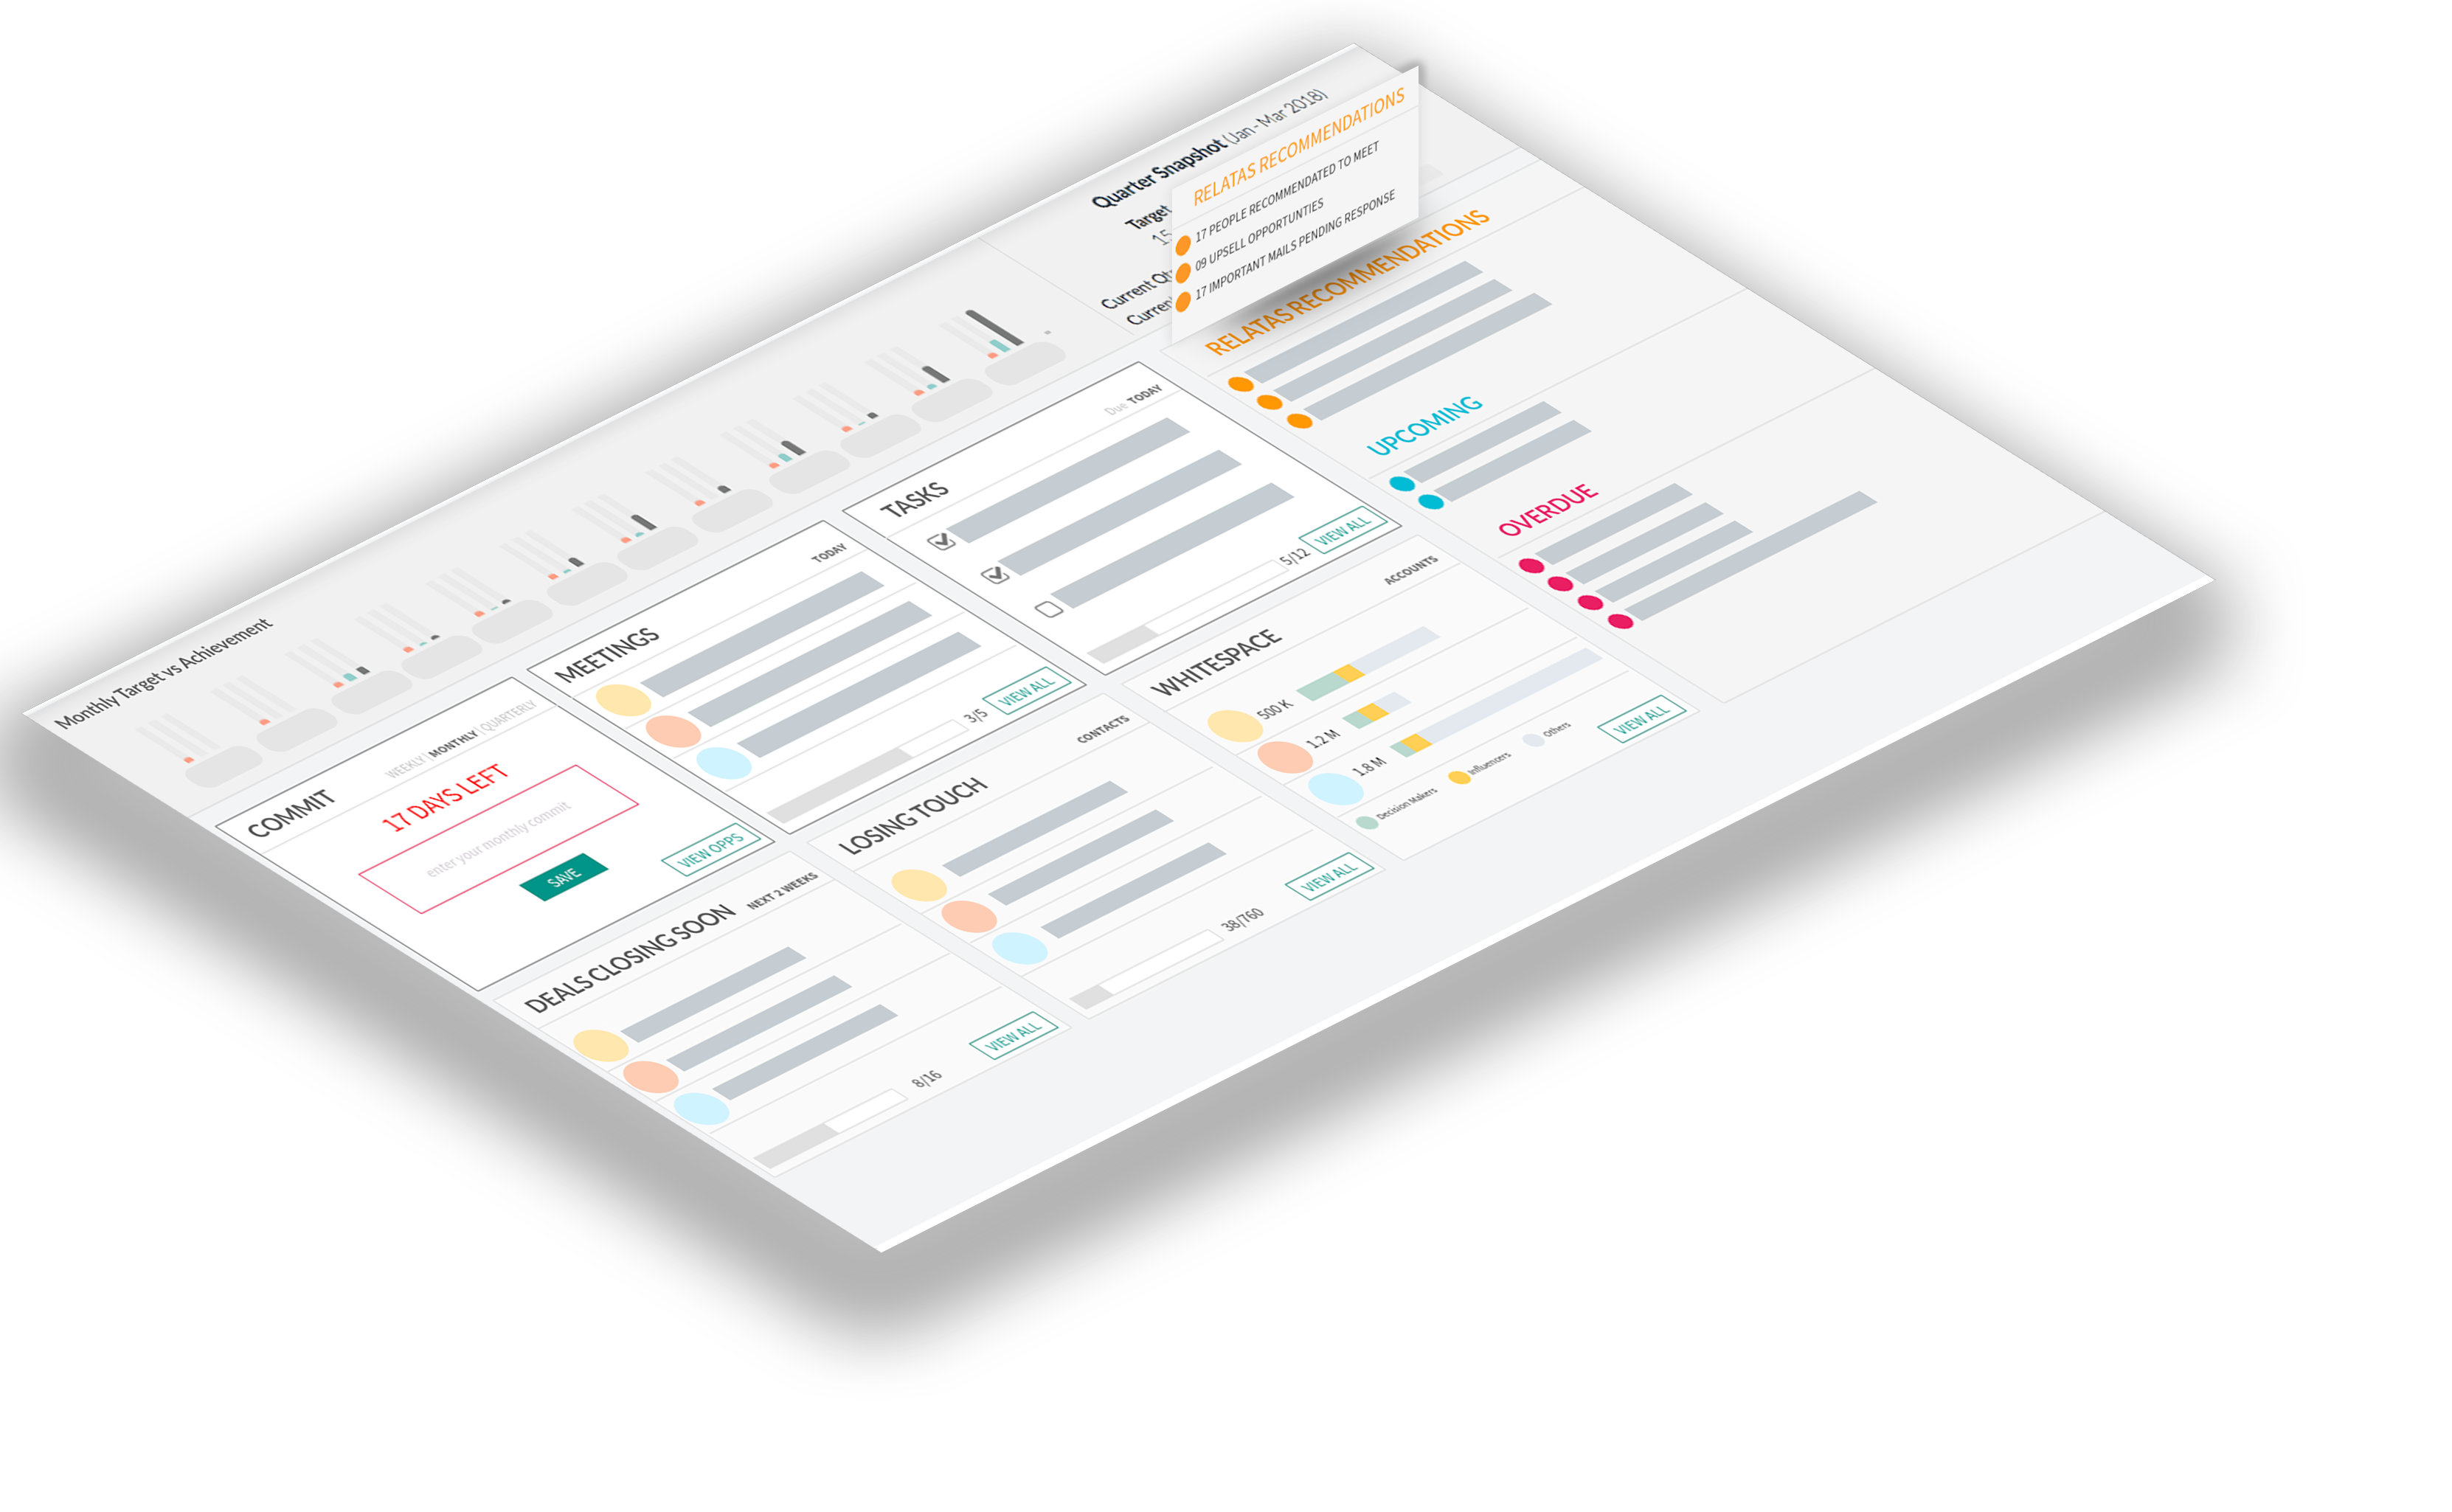 Monthly Target vs Achievement
Quarter Snapshot (Jan - Mar 2018)
Target
15
Current Qt
Current
RELATAS RECOMMENDATIONS
17 PEOPLE RECOMMENDATED TO MEET
09 UPSELL OPPORTUNTIES
17 IMPORTANT MAILS PENDING RESPONSE
COMMIT
WEEKLY | MONTHLY | QUARTERLY
17 DAYS LEFT
enter your monthly commit
SAVE
VIEW OPPS
MEETINGS
TODAY
3/5
VIEW ALL
TASKS
Due TODAY
5/12
VIEW ALL
RELATAS RECOMMENDATIONS
UPCOMING
OVERDUE
DEALS CLOSING SOON
NEXT 2 WEEKS
8/16
VIEW ALL
LOSING TOUCH
CONTACTS
38/760
VIEW ALL
WHITESPACE
ACCOUNTS
500 K
1.2 M
1.8 M
Decision Makers
Influencers
Others
VIEW ALL